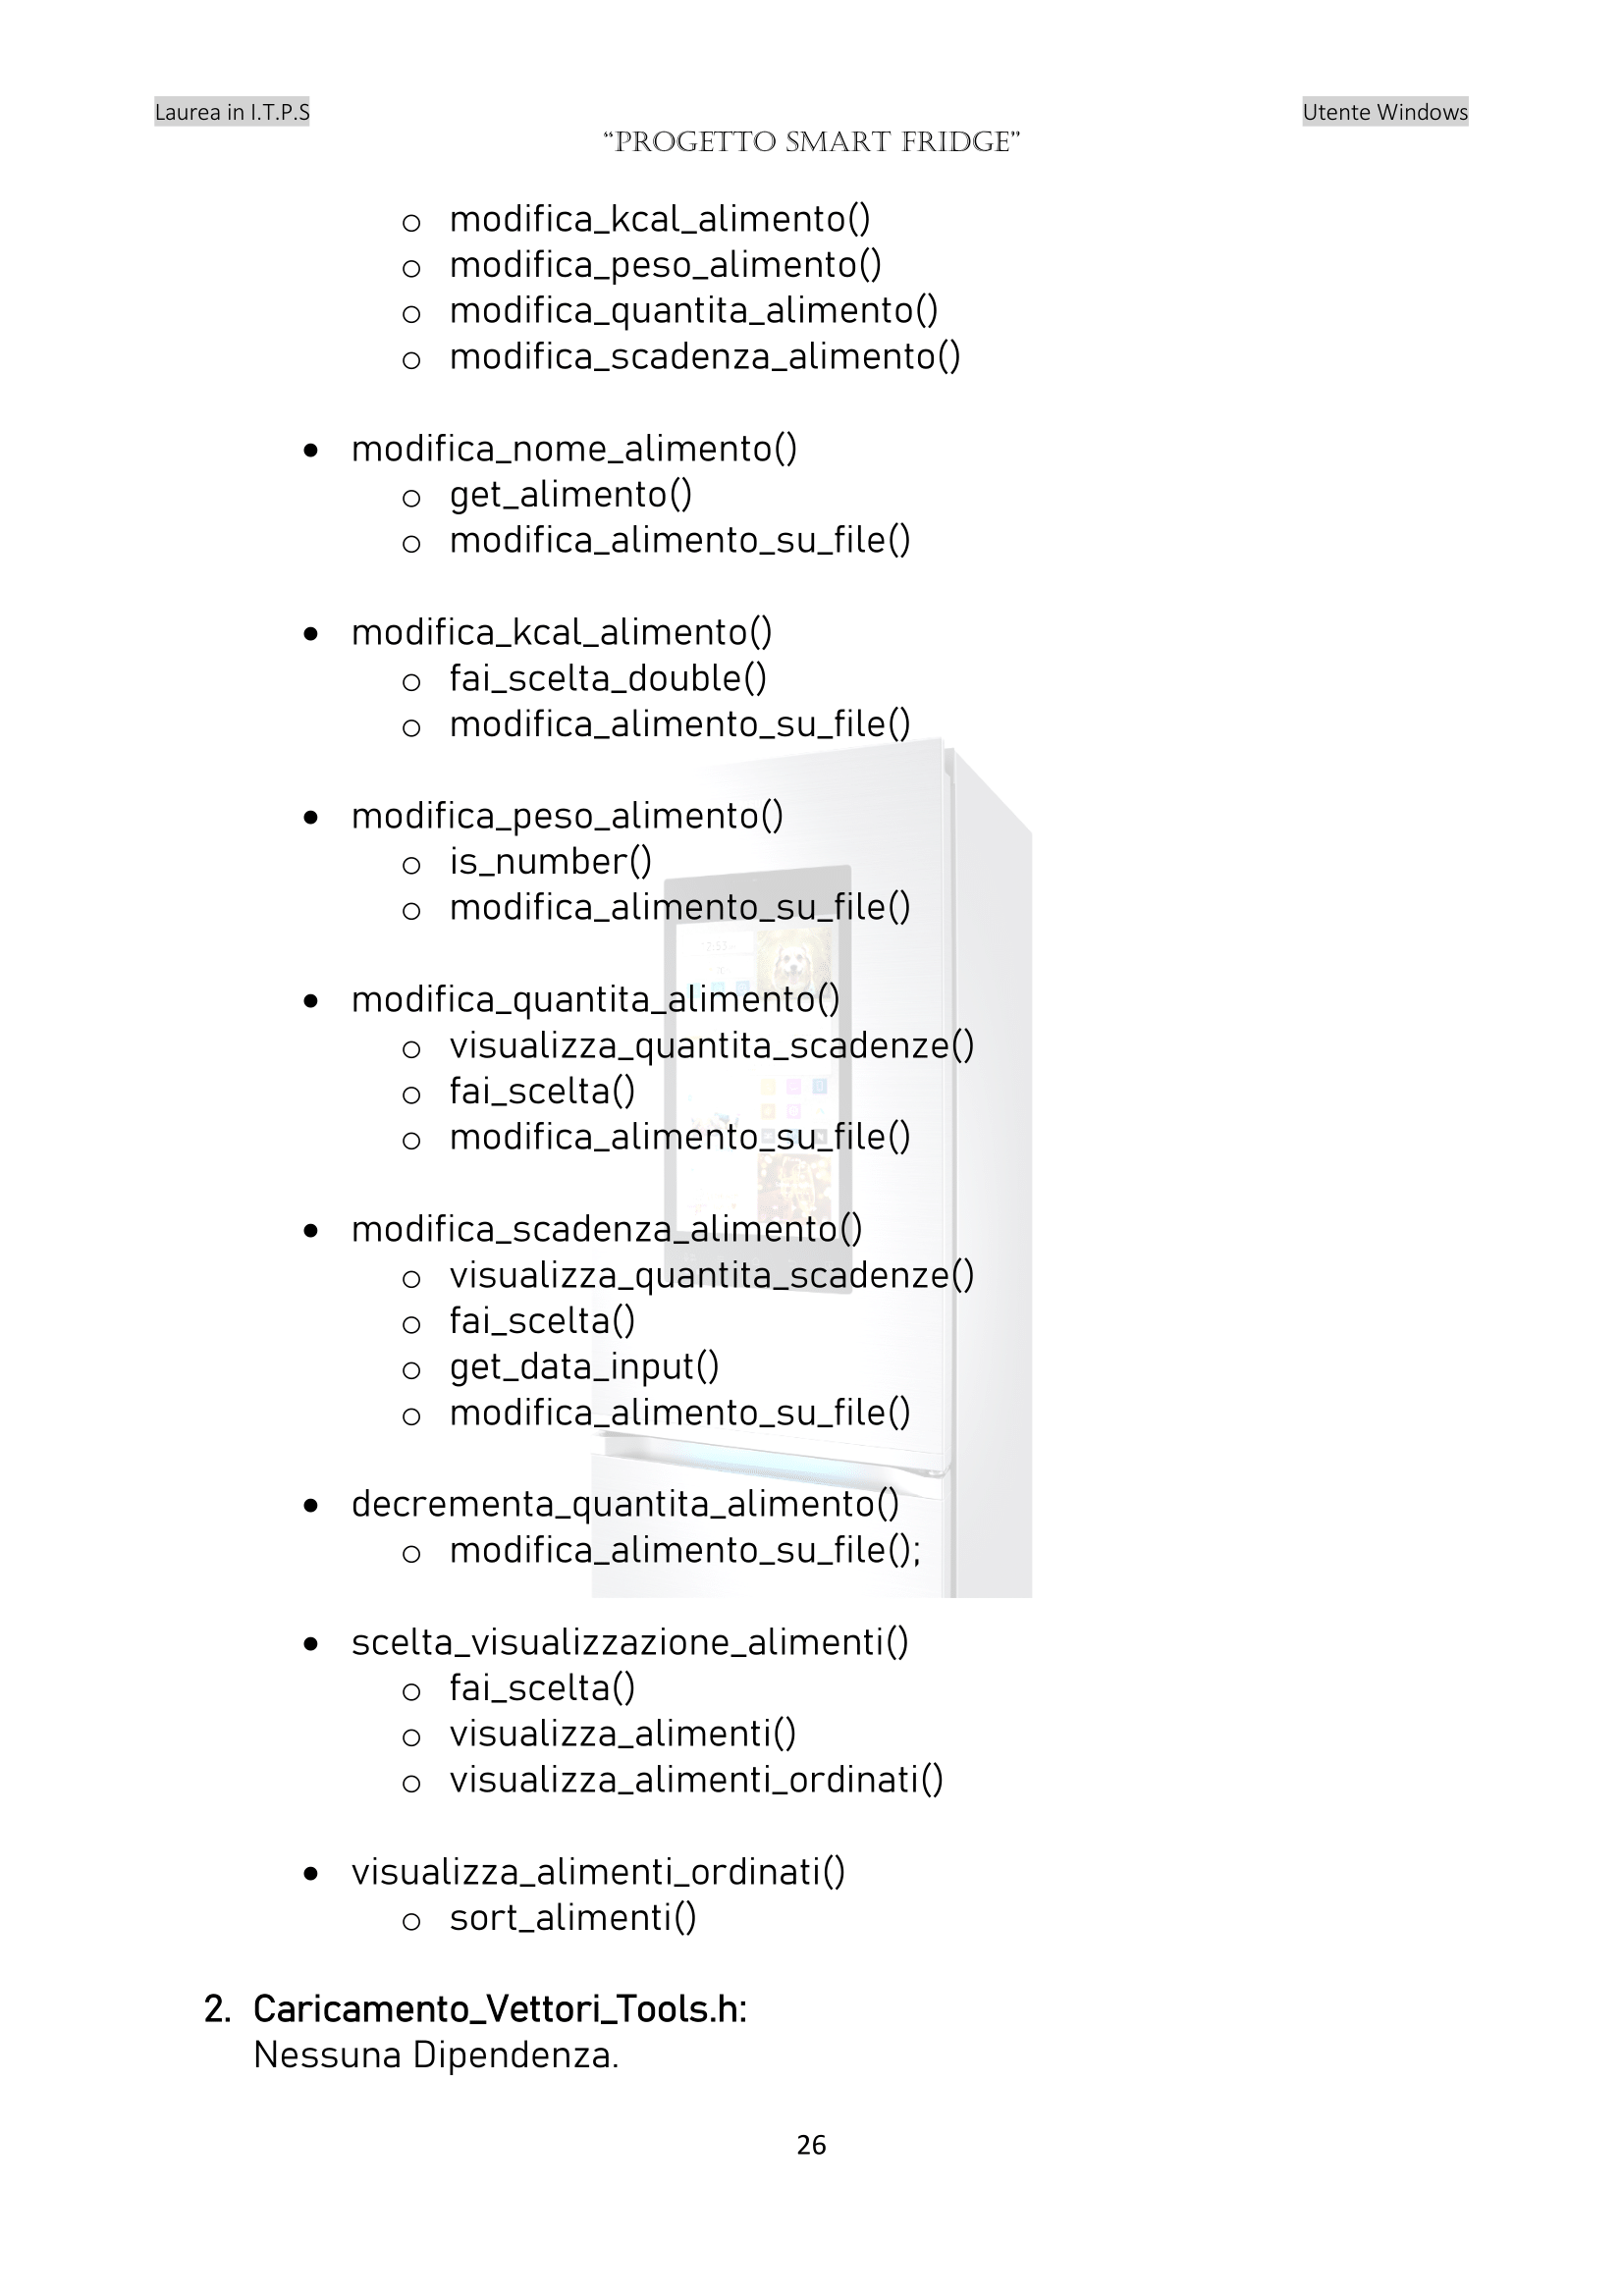 Laurea in I.T.P.S
Utente Windows
“PROGETTO SMART FRIDGE”
o modifica_kcal_alimento()
o modifica_peso_alimento()
o modifica_quantita_alimento()
o modifica_scadenza_alimento()
• modifica_nome_alimento()
o get_alimento()
o modifica_alimento_su_file()
• modifica_kcal_alimento()
o fai_scelta_double()
o modifica_alimento_su_file()
• modifica_peso_alimento()
o is_number()
o modifica_alimento_su_file()
• modifica_quantita_alimento()
o visualizza_quantita_scadenze()
o fai_scelta()
o modifica_alimento_su_file()
• modifica_scadenza_alimento()
o visualizza_quantita_scadenze()
o fai_scelta()
o get_data_input()
o modifica_alimento_su_file()
• decrementa_quantita_alimento()
o modifica_alimento_su_file();
• scelta_visualizzazione_alimenti()
o fai_scelta()
o visualizza_alimenti()
o visualizza_alimenti_ordinati()
• visualizza_alimenti_ordinati()
o sort_alimenti()
2. Caricamento_Vettori_Tools.h:
Nessuna Dipendenza.
26